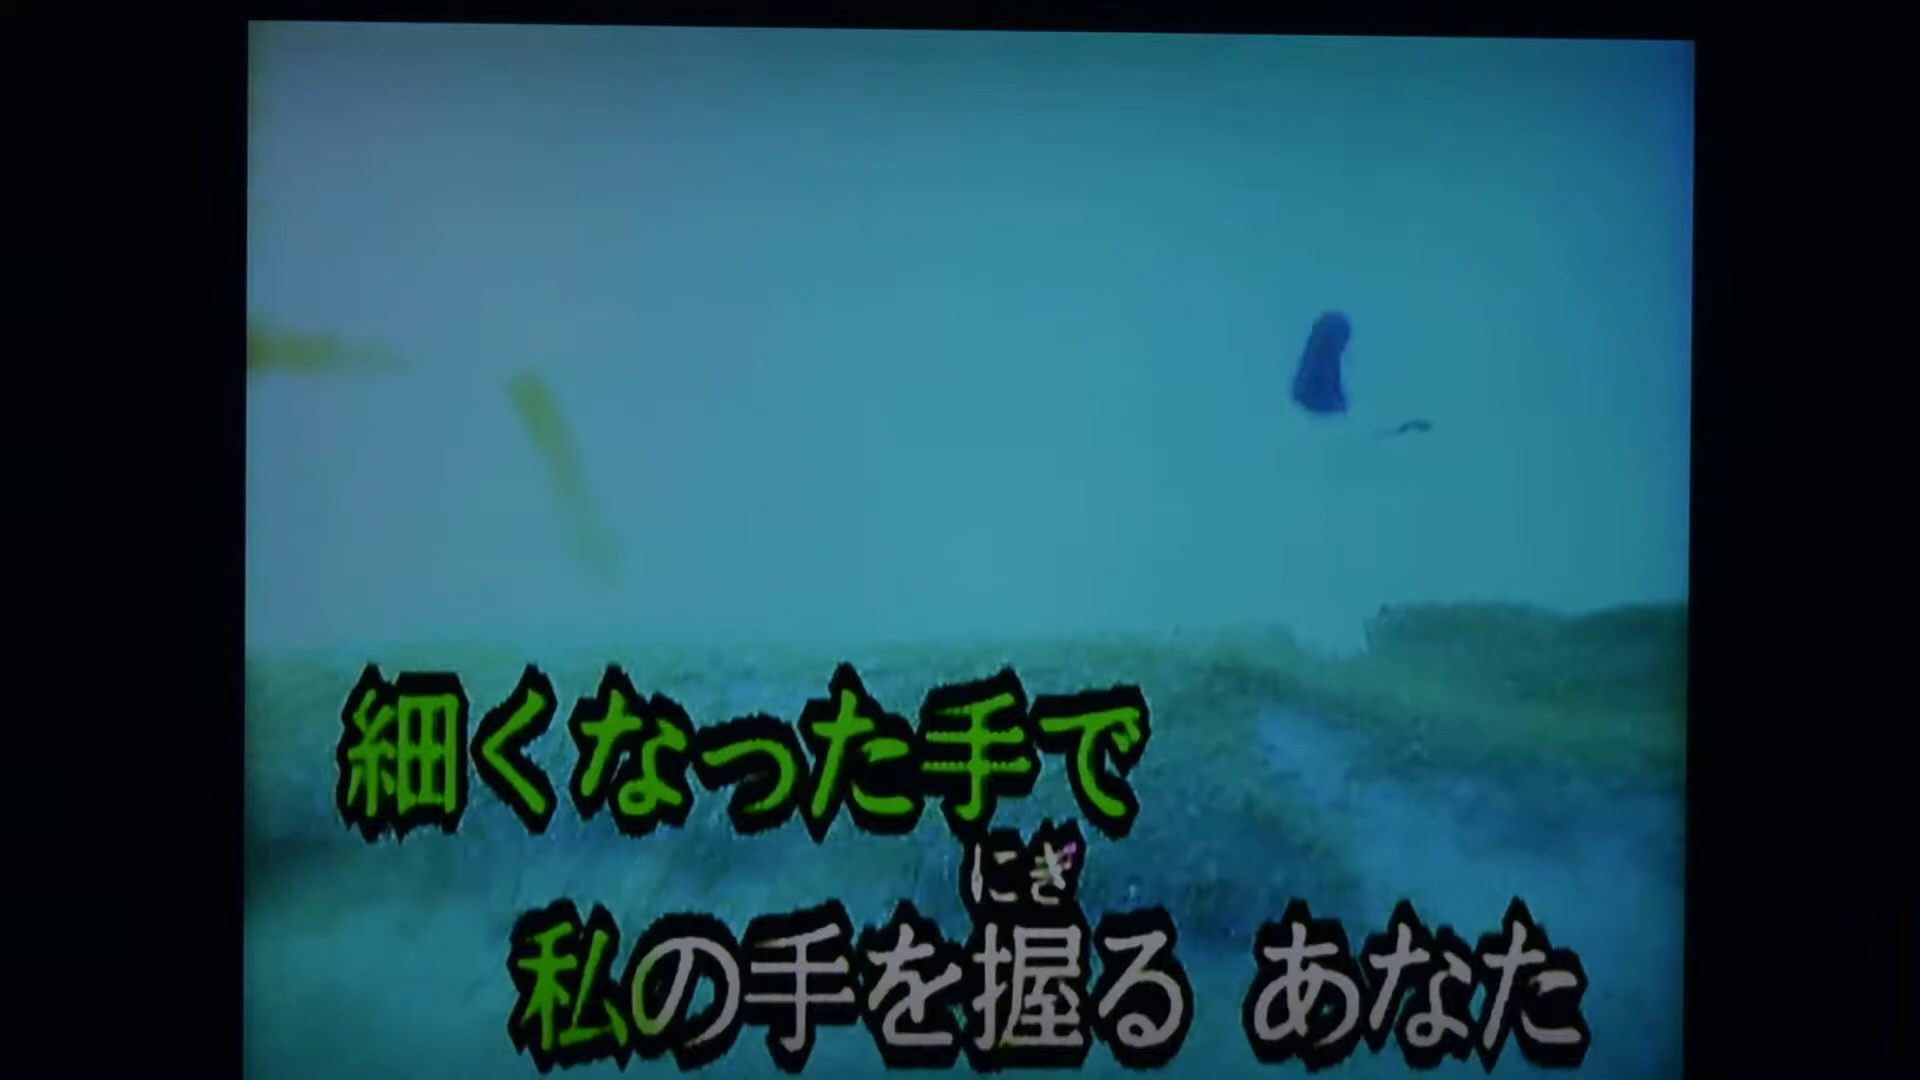 細くなった手で
にぎ
私の手を握る あなた